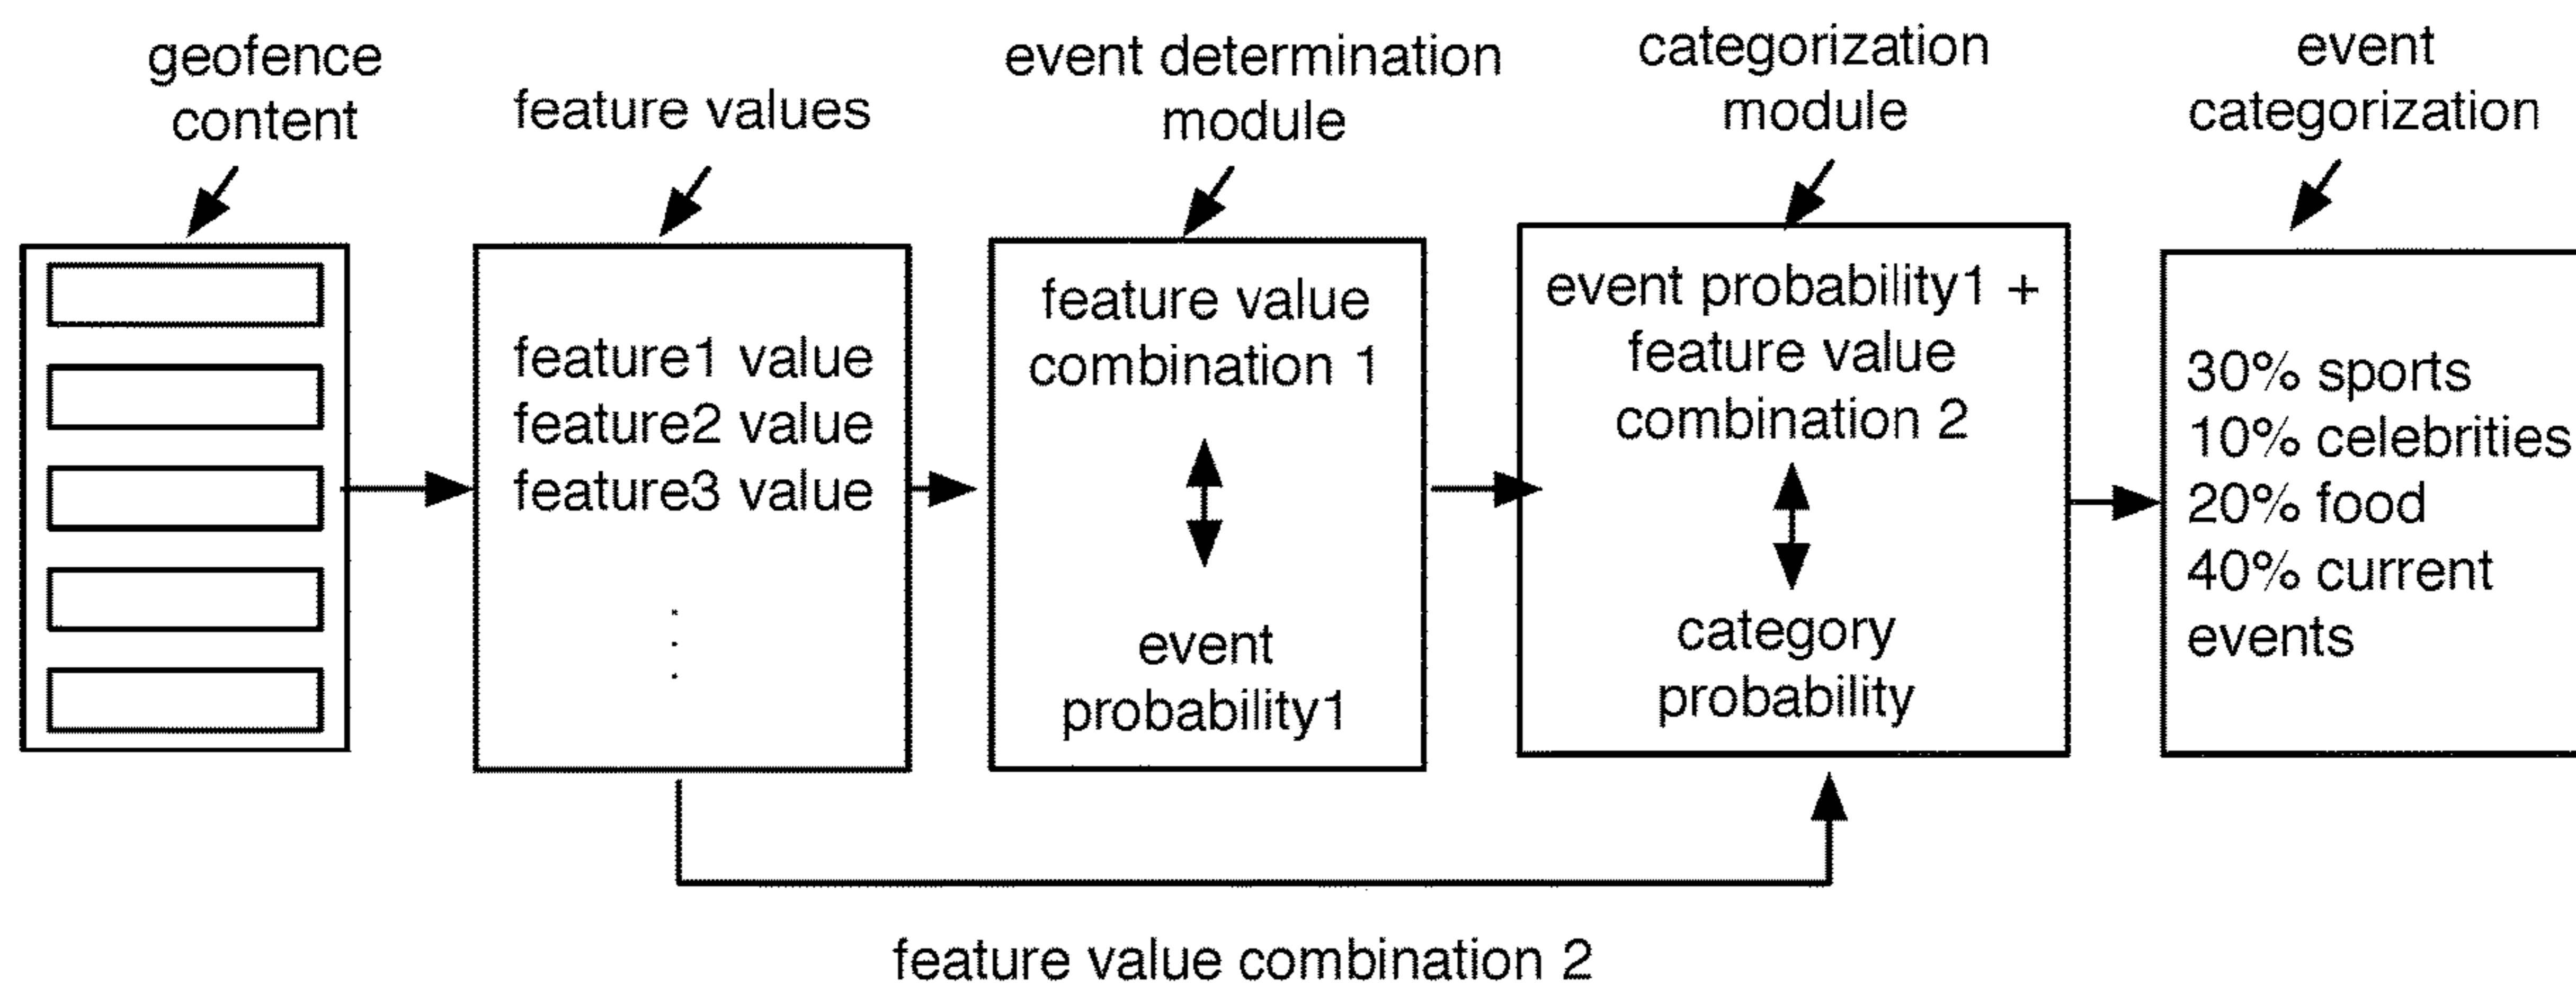 geofence
content
feature values
event determination
module
categorization
module
event
categorization
feature1 value
feature2 value
feature3 value
.
.
.
feature value
combination 1
event
probability1
event probability1 +
feature value
combination 2
category
probability
30% sports
10% celebrities
20% food
40% current
events
feature value combination 2